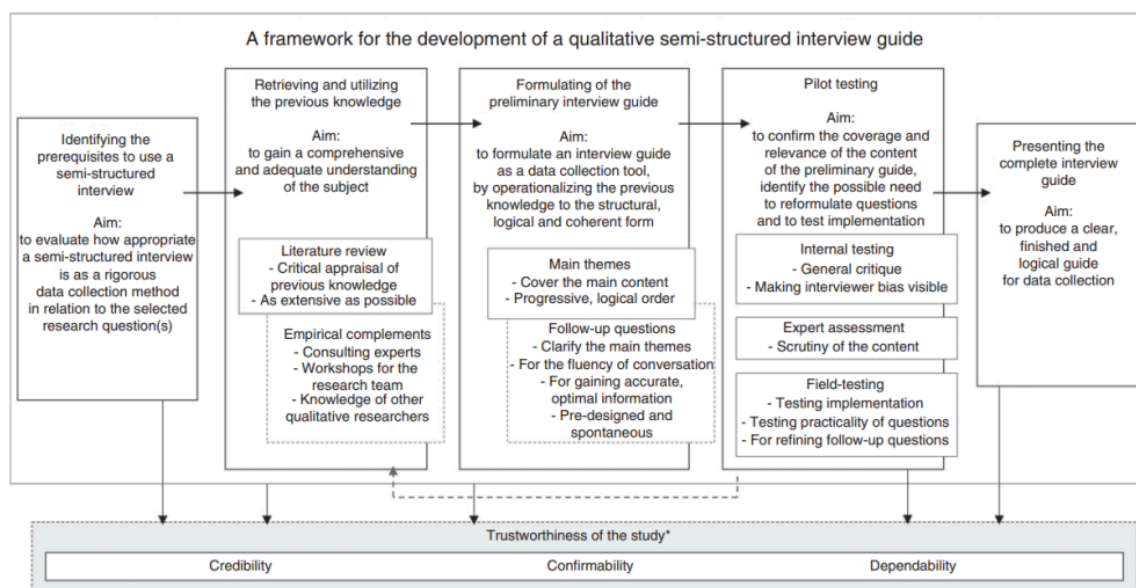 A framework for the development of a qualitative semi-structured interview guide
Identifying the
prerequisites to use a
semi-structured
interview
Aim:
to evaluate how appropriate
a semi-structured interview
is as a rigorous
data collection method
in relation to the selected
research question(s)
Retrieving and utilizing
the previous knowledge
Aim:
to gain a comprehensive
and adequate understanding
of the subject
Literature review
- Critical appraisal of
previous knowledge
- As extensive as possible
Empirical complements
- Consulting experts
- Workshops for the
research team
- Knowledge of other
qualitative researchers
Formulating of the
preliminary interview guide
Aim:
to formulate an interview guide
as a data collection tool,
by operationalizing the previous
knowledge to the structural,
logical and coherent form
Main themes
- Cover the main content
- Progressive, logical order
Follow-up questions
- Clarify the main themes
- For the fluency of conversation
- For gaining accurate,
optimal information
- Pre-designed and
spontaneous
Pilot testing
Aim:
to confirm the coverage and
relevance of the content
of the preliminary guide,
identify the possible need
to reformulate questions
and to test implementation
Internal testing
- General critique
- Making interviewer bias visible
Expert assessment
- Scrutiny of the content
Field-testing
- Testing implementation
- Testing practicality of questions
- For refining follow-up questions
Presenting the
complete interview
guide
Aim:
to produce a clear,
finished and
logical guide
for data collection
Trustworthiness of the study*
Credibility
Confirmability
Dependability